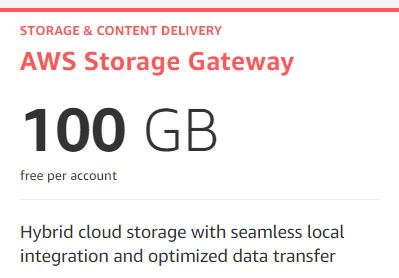 STORAGE & CONTENT DELIVERY
AWS Storage Gateway
100 GB
free per account
Hybrid cloud storage with seamless local
integration and optimized data transfer